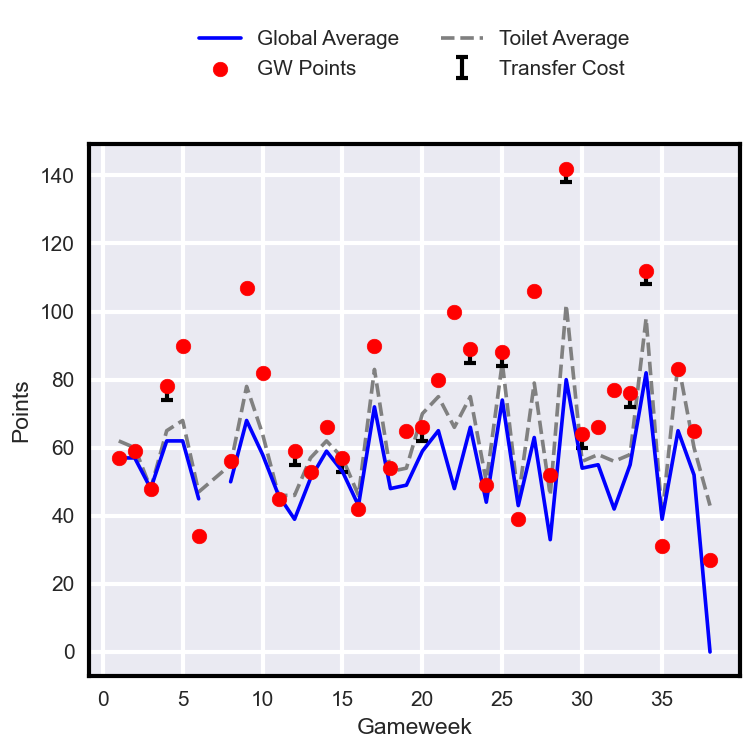 Global Average
Toilet Average
GW Points
Transfer Cost
140
120
100
80
60
40
20
0
Points
0 5 10 15 20 25 30 35
Gameweek